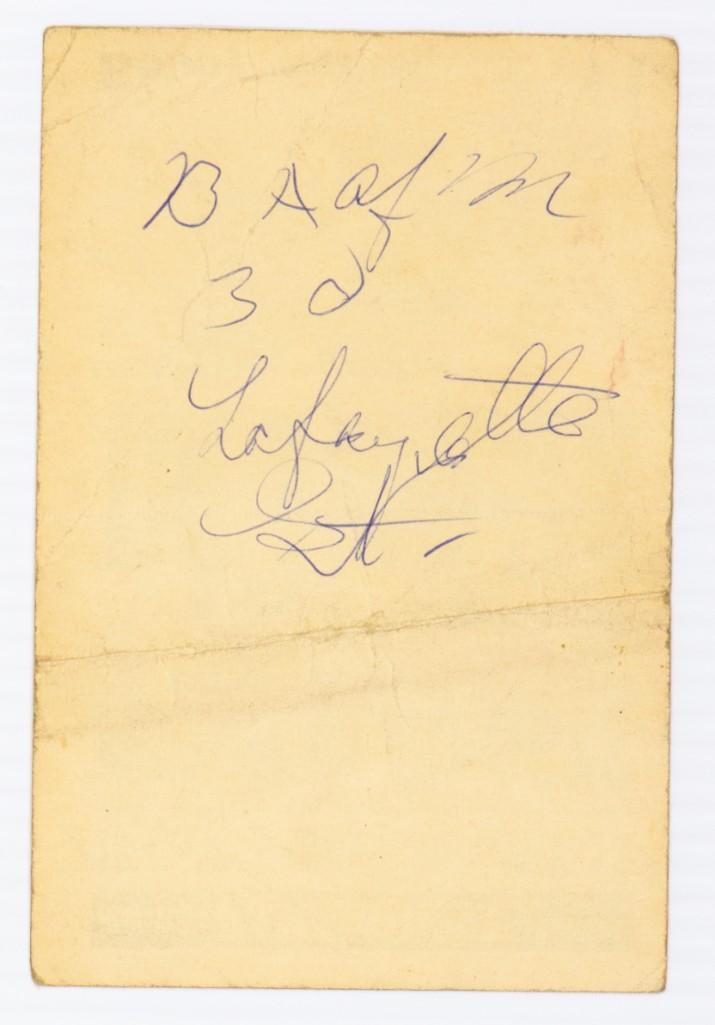 B A of M
3 d
Lafayette
St -